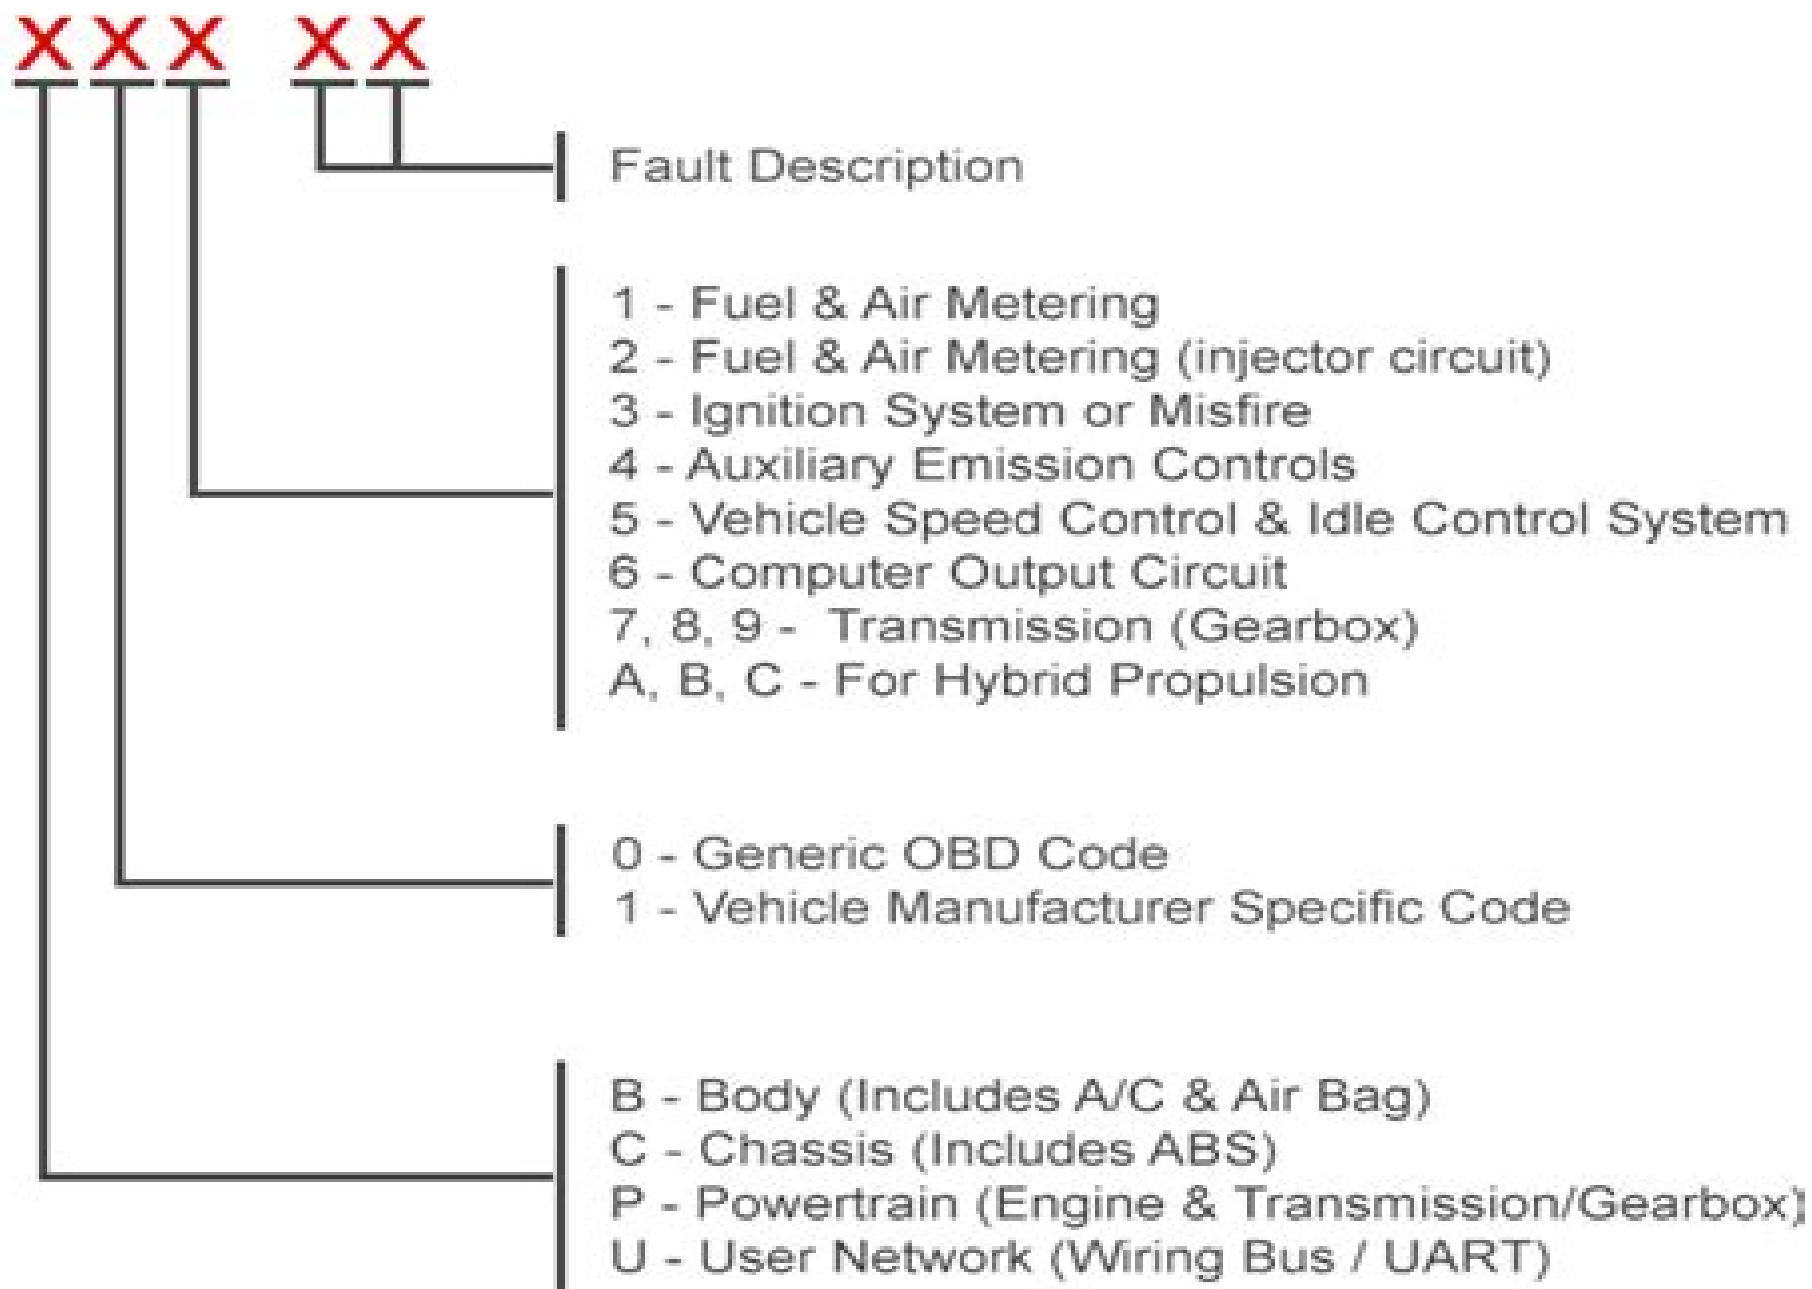 X X X X X
Fault Description
1 - Fuel & Air Metering
2 - Fuel & Air Metering (injector circuit)
3 - Ignition System or Misfire
4 - Auxiliary Emission Controls
5 - Vehicle Speed Control & Idle Control System
6 - Computer Output Circuit
7, 8, 9 - Transmission (Gearbox)
A, B, C - For Hybrid Propulsion
0 - Generic OBD Code
1 - Vehicle Manufacturer Specific Code
B - Body (Includes A/C & Air Bag)
C - Chassis (Includes ABS)
P - Powertrain (Engine & Transmission/Gearbox)
U - User Network (Wiring Bus / UART)